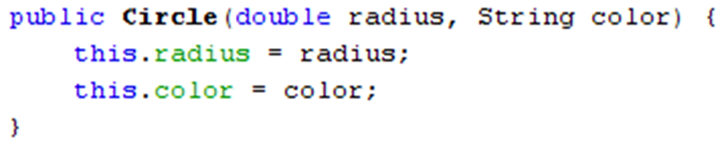 public Circle(double radius, String color) {
    this.radius = radius;
    this.color = color;
}